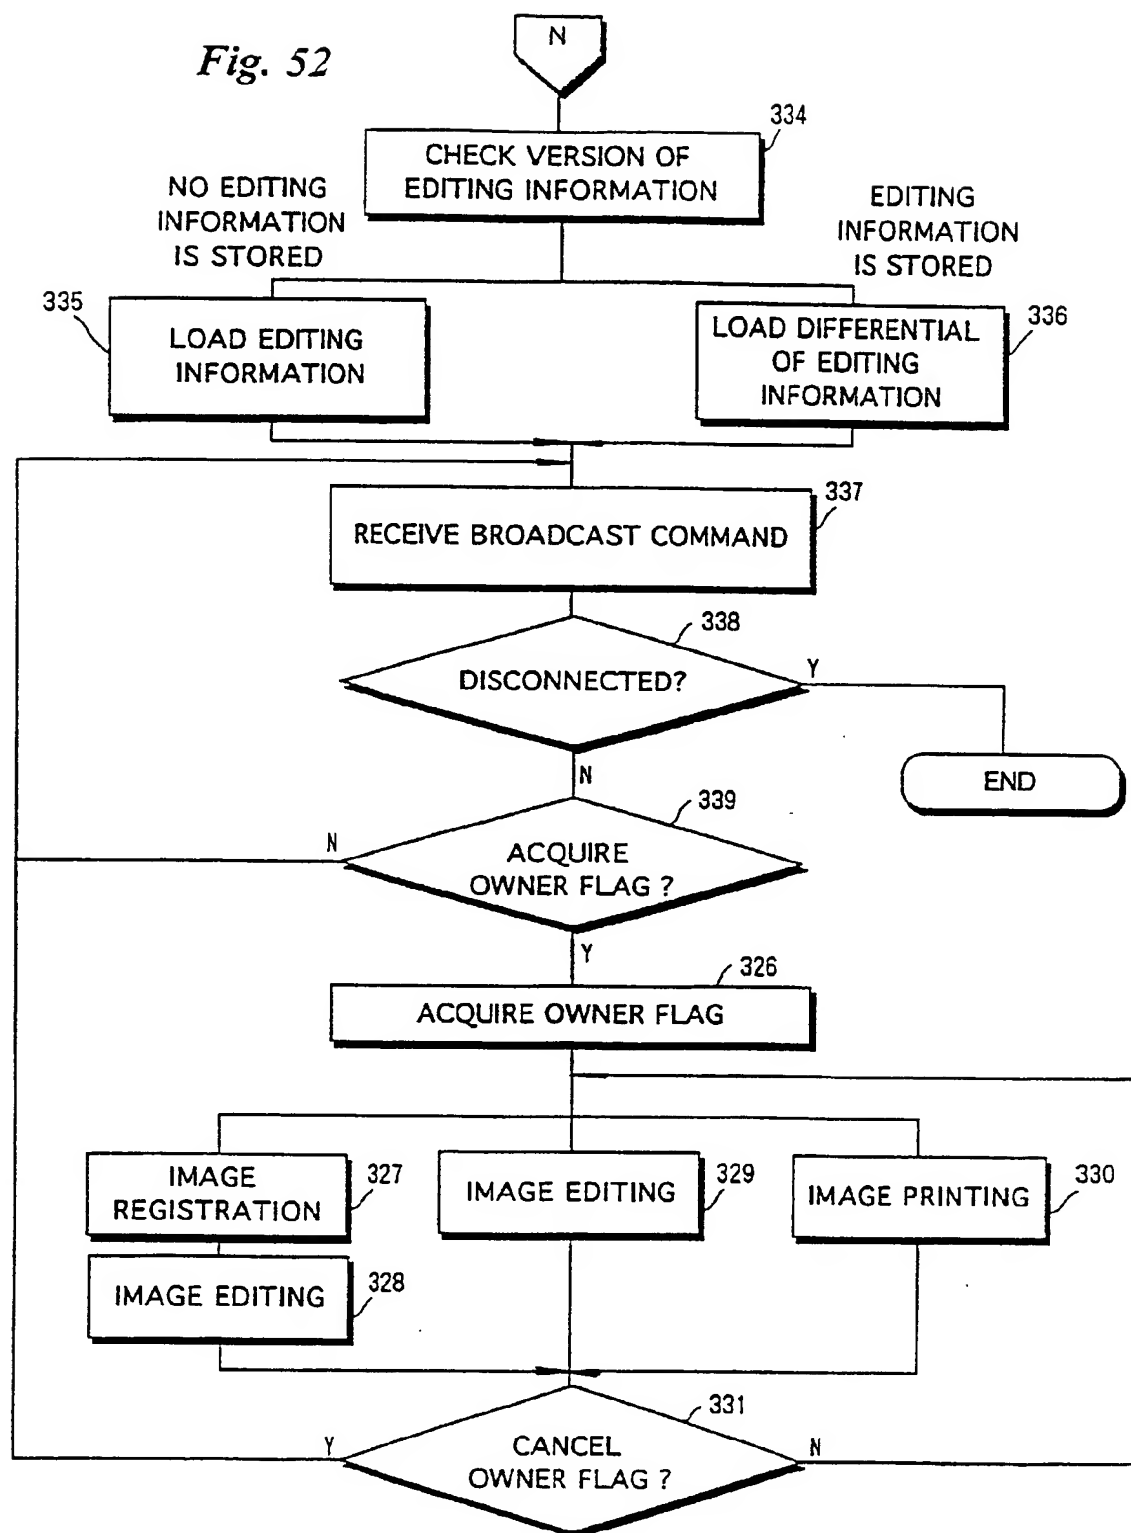 Fig. 52
N
334
CHECK VERSION OF
EDITING INFORMATION
NO EDITING
INFORMATION
IS STORED
EDITING
INFORMATION
IS STORED
335
LOAD EDITING
INFORMATION
LOAD DIFFERENTIAL
OF EDITING
INFORMATION
336
337
RECEIVE BROADCAST COMMAND
338
DISCONNECTED?
Y
N
END
339
N
ACQUIRE
OWNER FLAG ?
Y
326
ACQUIRE OWNER FLAG
IMAGE
REGISTRATION
327
IMAGE EDITING
329
IMAGE PRINTING
330
IMAGE EDITING
328
331
Y
CANCEL
OWNER FLAG ?
N